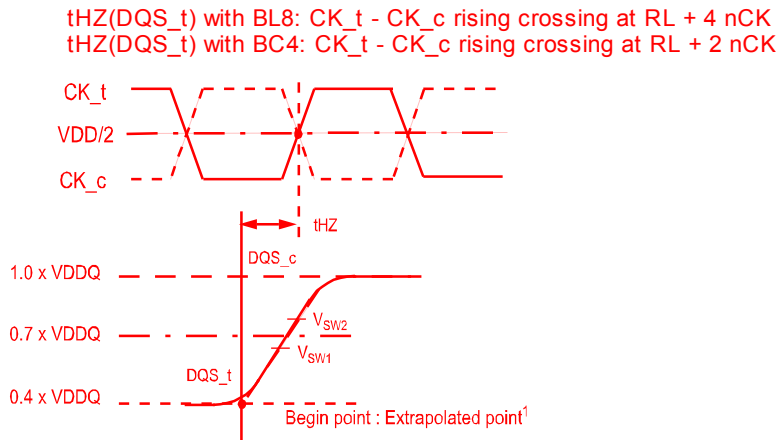 tHZ(DQS_t) with BL8: CK_t - CK_c rising crossing at RL + 4 nCK
tHZ(DQS_t) with BC4: CK_t - CK_c rising crossing at RL + 2 nCK
CK_t
VDD/2
CK_c
tHZ
DQS_c
1.0 x VDDQ
VSW2
0.7 x VDDQ
VSW1
DQS_t
0.4 x VDDQ
Begin point : Extrapolated point1